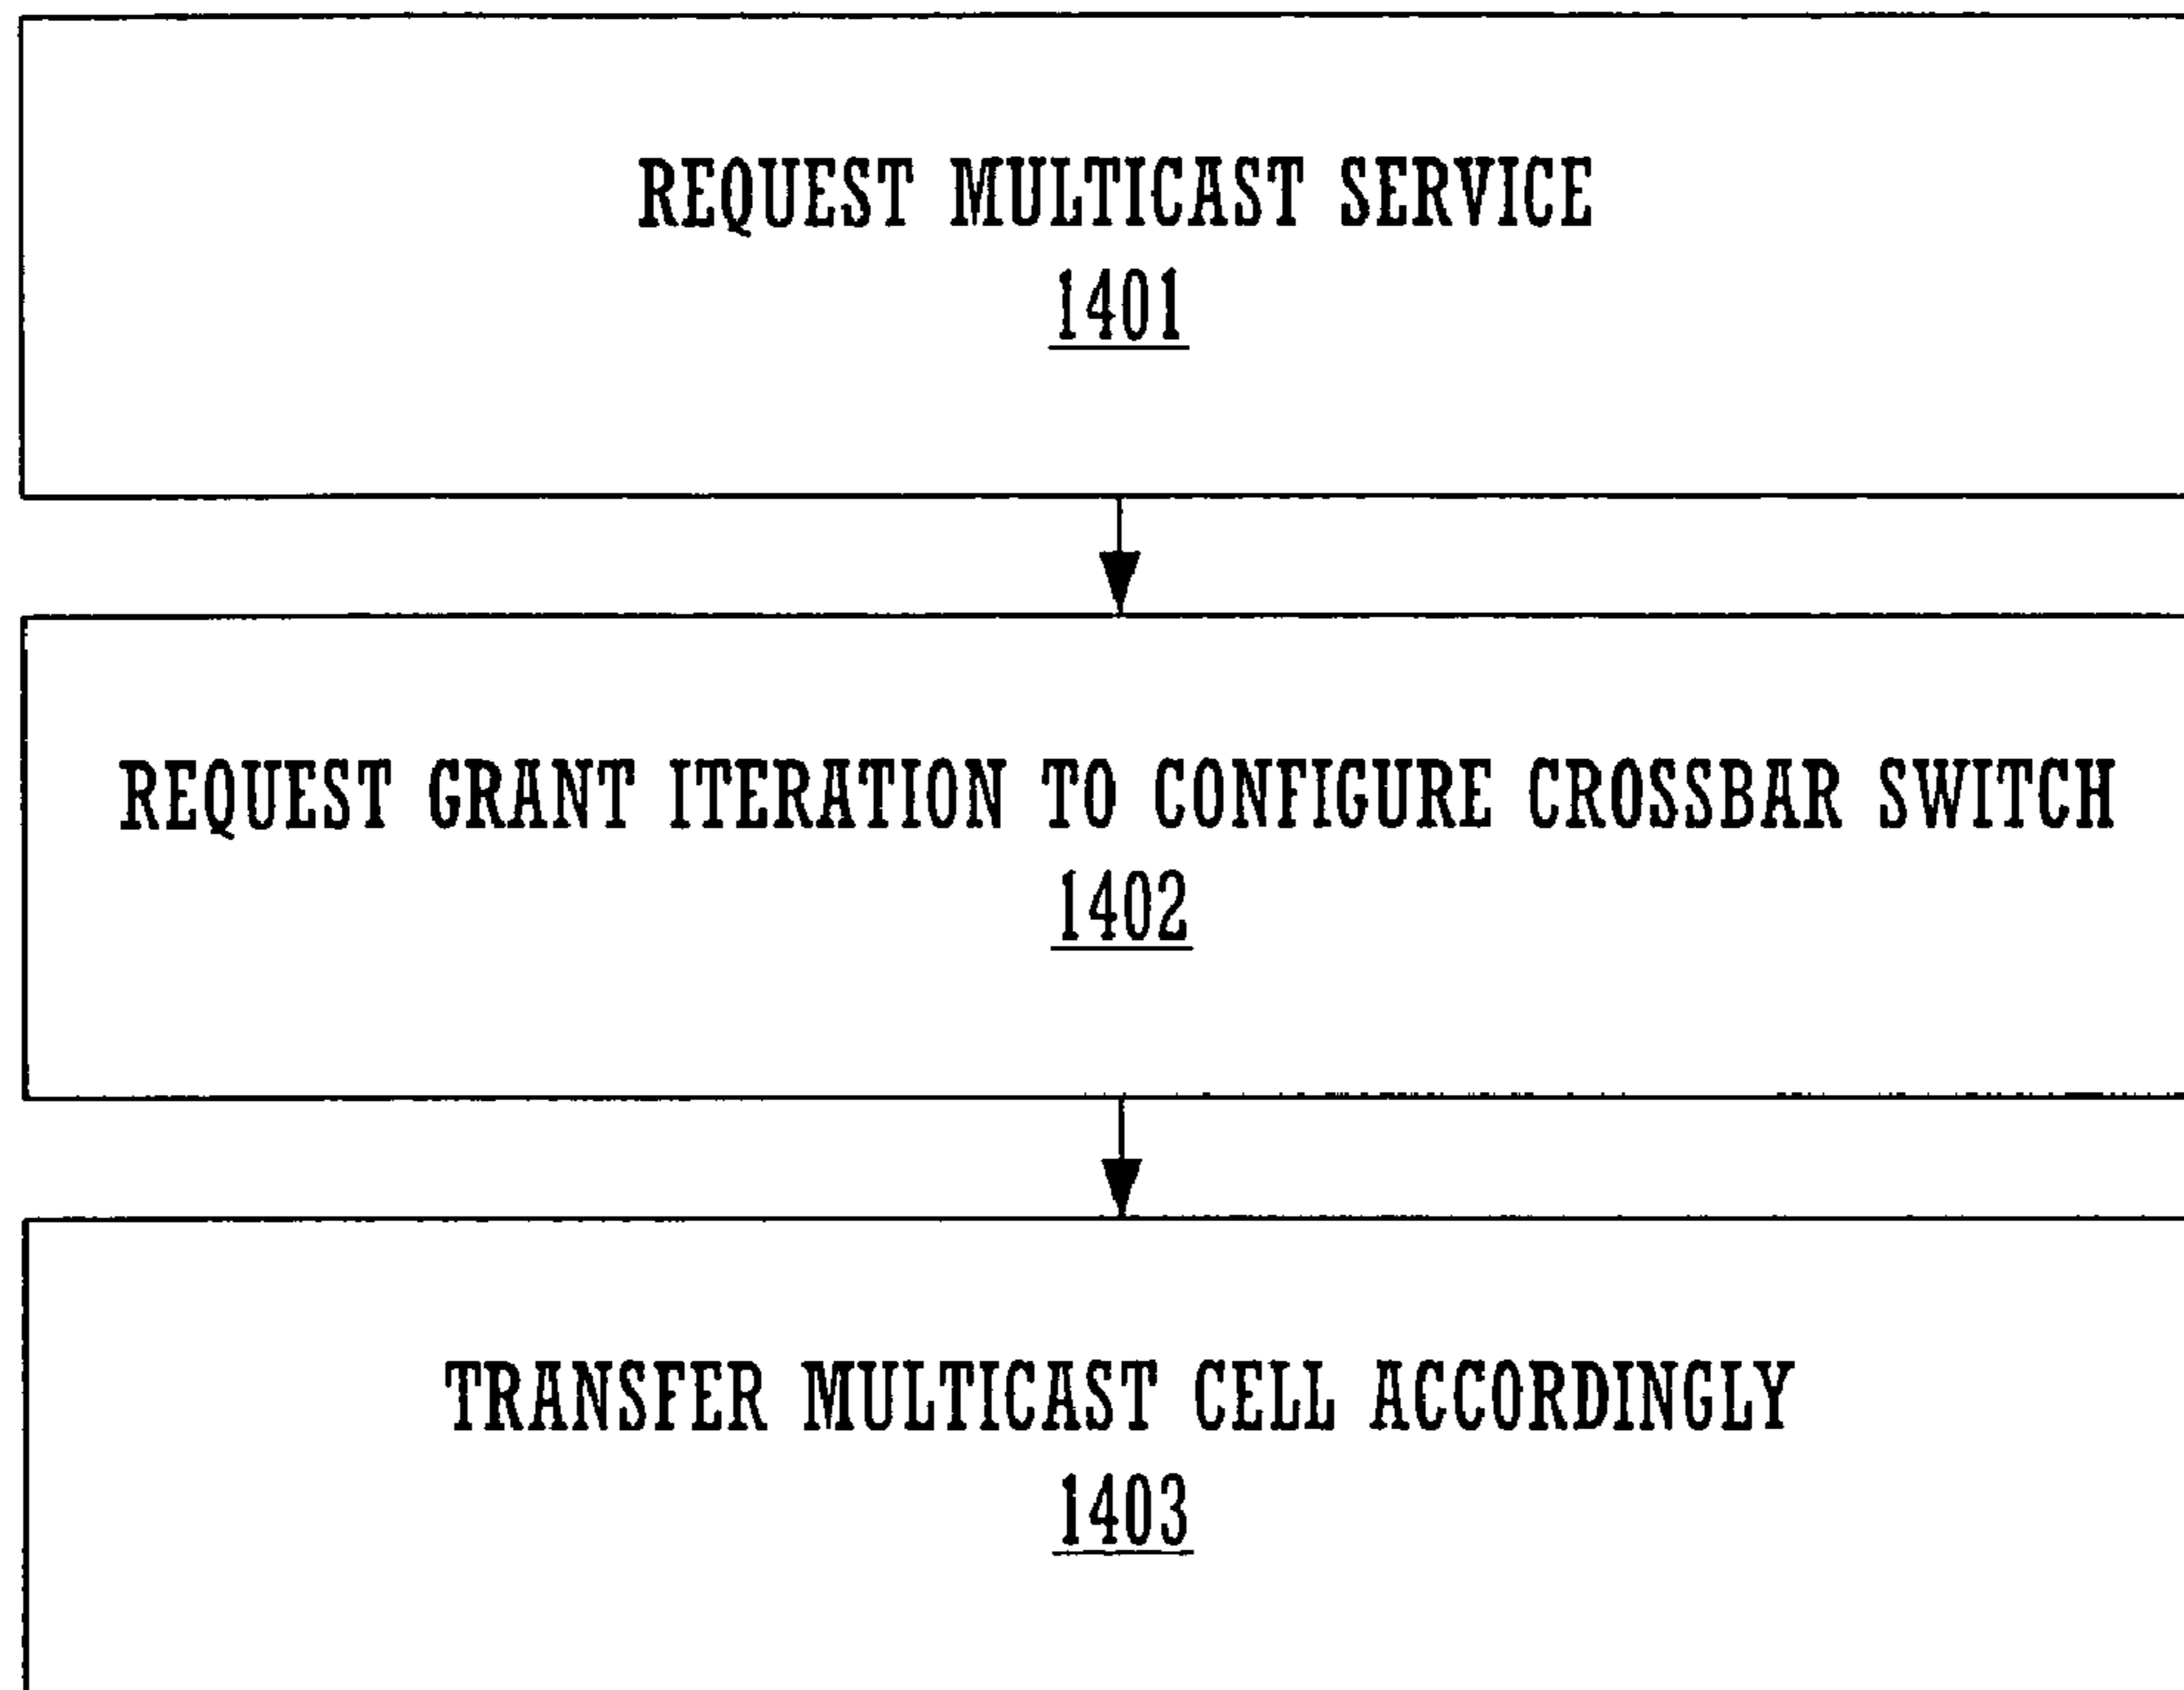 REQUEST MULTICAST SERVICE
1401
REQUEST GRANT ITERATION TO CONFIGURE CROSSBAR SWITCH
1402
TRANSFER MULTICAST CELL ACCORDINGLY
1403